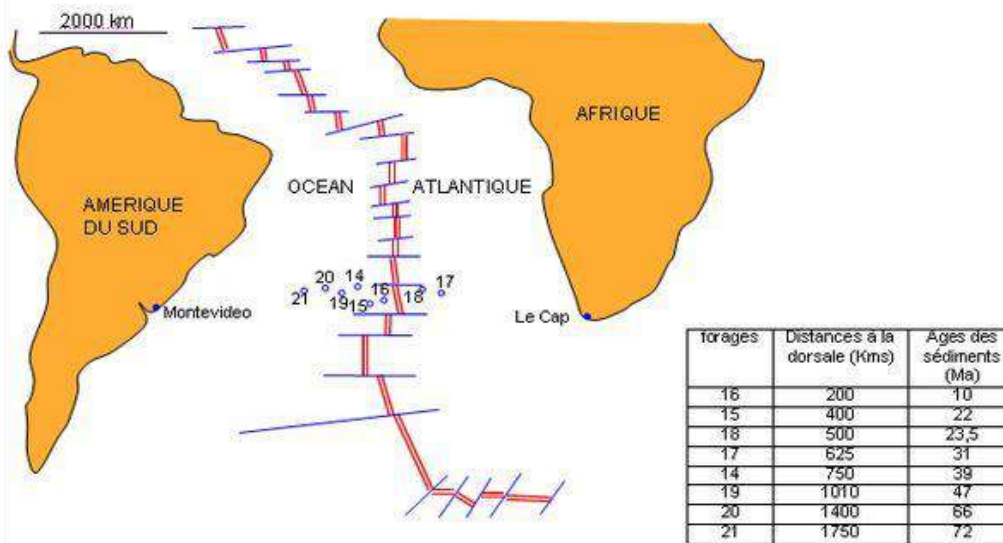 2000 km
AFRIQUE
OCEAN ATLANTIQUE
AMERIQUE
DU SUD
20 14 17
21 19 15 16 18
Montevideo
Le Cap
forages Distances à la dorsale (Kms) Ages des sédiments (Ma)
16 200 10
15 400 22
18 500 23,5
17 625 31
14 750 39
19 1010 47
20 1400 66
21 1750 72